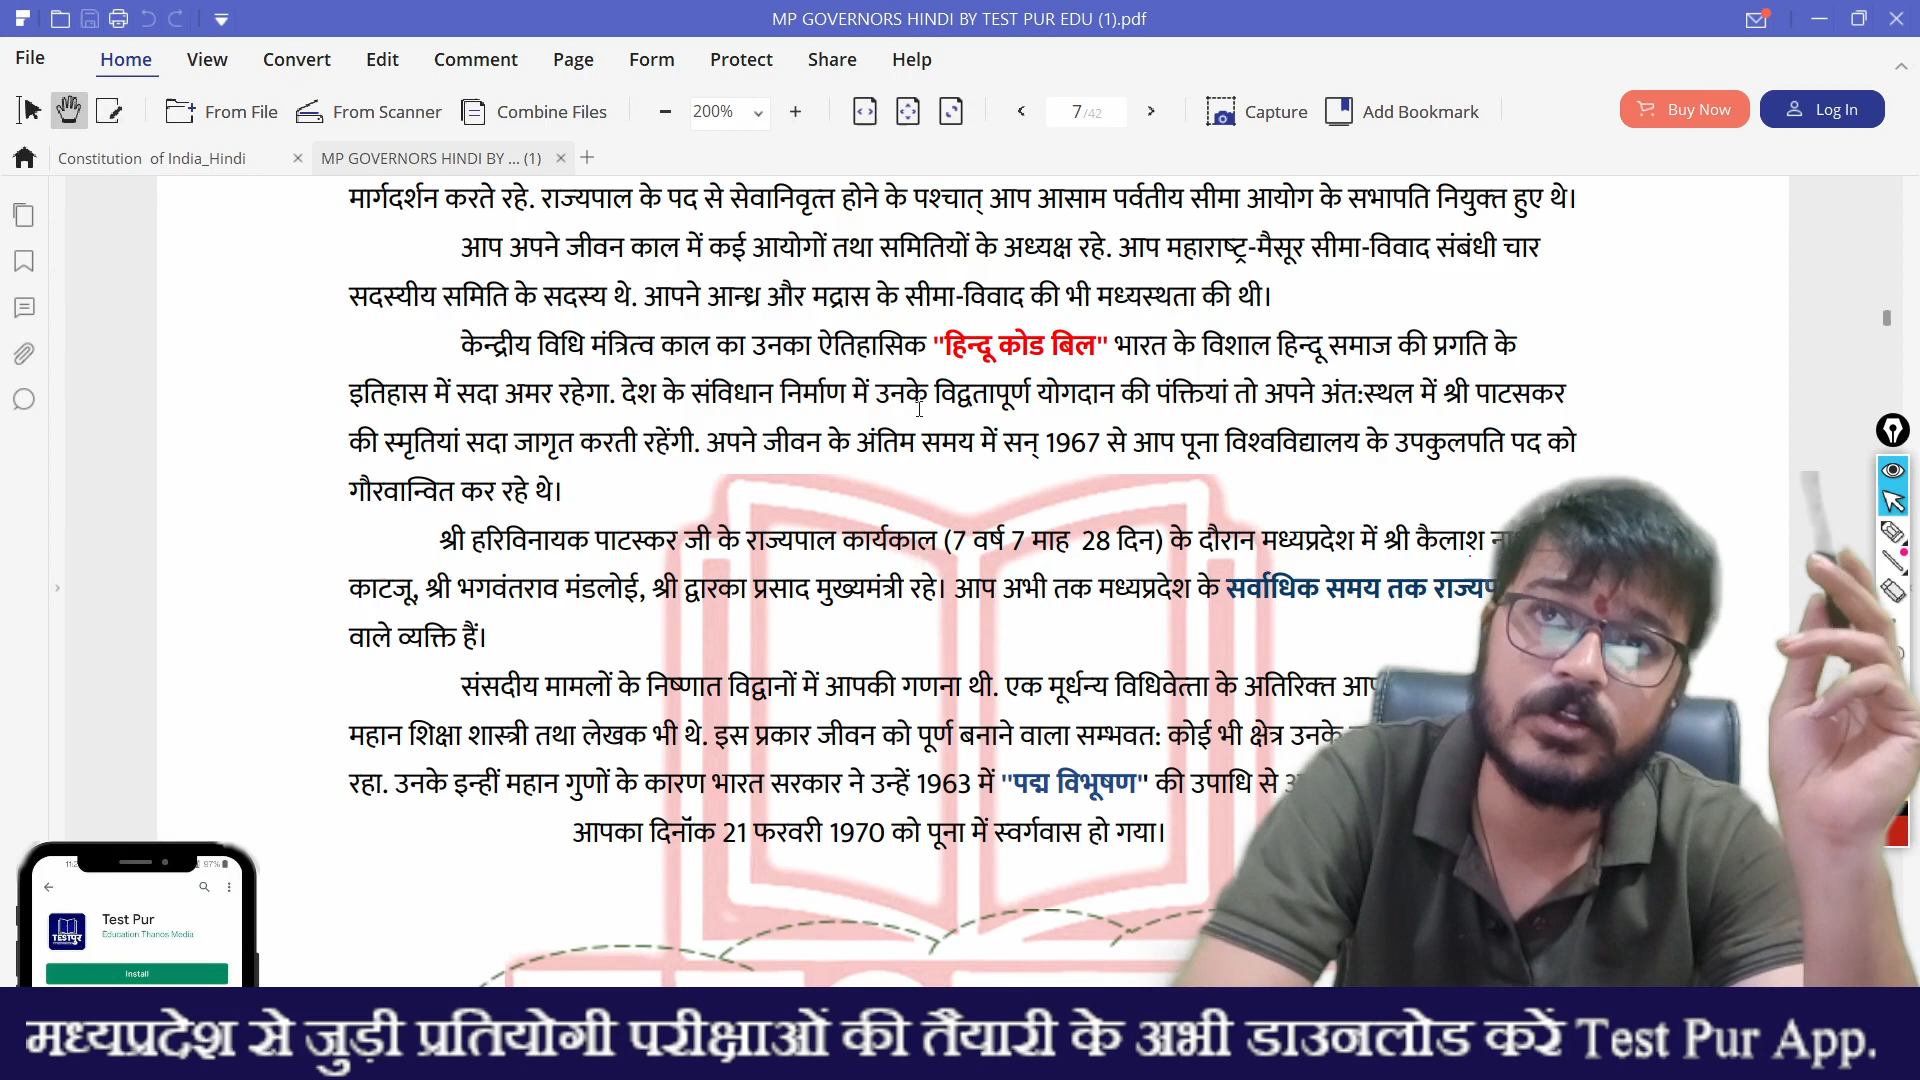 MP GOVERNORS HINDI BY TEST PUR EDU (1).pdf
File Home View Convert Edit Comment Page Form Protect Share Help
From File From Scanner Combine Files 200% 7/42 Capture Add Bookmark Buy Now Log In
Constitution of India_Hindi MP GOVERNORS HINDI BY ... (1)
मार्गदर्शन करते रहे. राज्यपाल के पद से सेवानिवृत्त होने के पश्चात् आप आसाम पर्वतीय सीमा आयोग के सभापति नियुक्त हुए थे।
आप अपने जीवन काल में कई आयोगों तथा समितियों के अध्यक्ष रहे. आप महाराष्ट्र-मैसूर सीमा-विवाद संबंधी चार
सदस्यीय समिति के सदस्य थे. आपने आन्ध्र और मद्रास के सीमा-विवाद की भी मध्यस्थता की थी।
केन्द्रीय विधि मंत्रित्व काल का उनका ऐतिहासिक "हिन्दू कोड बिल" भारत के विशाल हिन्दू समाज की प्रगति के
इतिहास में सदा अमर रहेगा. देश के संविधान निर्माण में उनके विद्वतापूर्ण योगदान की पंक्तियां तो अपने अंत:स्थल में श्री पाटसकर
की स्मृतियां सदा जागृत करती रहेंगी. अपने जीवन के अंतिम समय में सन् 1967 से आप पूना विश्वविद्यालय के उपकुलपति पद को
गौरवान्वित कर रहे थे।
श्री हरिविनायक पाटस्कर जी के राज्यपाल कार्यकाल (7 वर्ष 7 माह 28 दिन) के दौरान मध्यप्रदेश में श्री कैलाश
काटजू, श्री भगवंतराव मंडलोई, श्री द्वारका प्रसाद मुख्यमंत्री रहे। आप अभी तक मध्यप्रदेश के सर्वाधिक समय तक
वाले व्यक्ति हैं।
संसदीय मामलों के निष्णात विद्वानों में आपकी गणना थी. एक मूर्धन्य विधिवेत्ता के अतिरिक्त
महान शिक्षा शास्त्री तथा लेखक भी थे. इस प्रकार जीवन को पूर्ण बनाने वाला सम्भवत: कोई भी क्षेत्र उनके
रहा. उनके इन्हीं महान गुणों के कारण भारत सरकार ने उन्हें 1963 में "पद्म विभूषण" की उपाधि से
आपका दिनॉंक 21 फरवरी 1970 को पूना में स्वर्गवास हो गया।
97%
Test Pur
Education Thanos Media
टेस्टपुर
Install
मध्यप्रदेश से जुड़ी प्रतियोगी परीक्षाओं की तैयारी के अभी डाउनलोड करें Test Pur App.